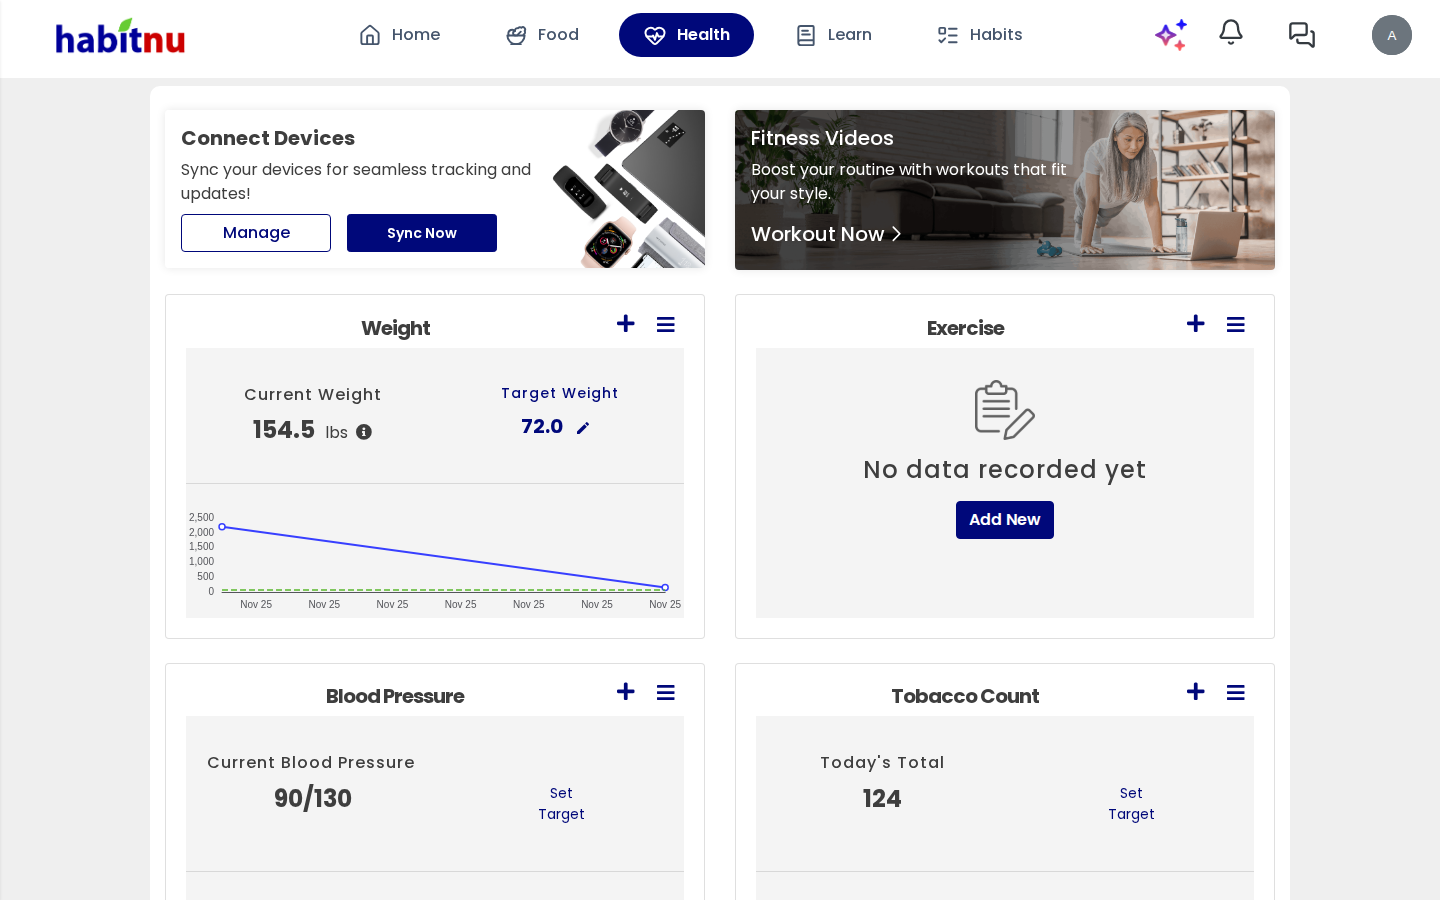 habitnu
Home
Food
Health
Learn
Habits
A
Connect Devices
Sync your devices for seamless tracking and
updates!
Manage
Sync Now
Fitness Videos
Boost your routine with workouts that fit
your style.
Workout Now
Weight
Current Weight
154.5 lbs
Target Weight
72.0
2,500
2,000
1,500
1,000
500
0
Nov 25 Nov 25 Nov 25 Nov 25 Nov 25 Nov 25 Nov 25
Exercise
No data recorded yet
Add New
Blood Pressure
Current Blood Pressure
90/130
Set
Target
Tobacco Count
Today's Total
124
Set
Target